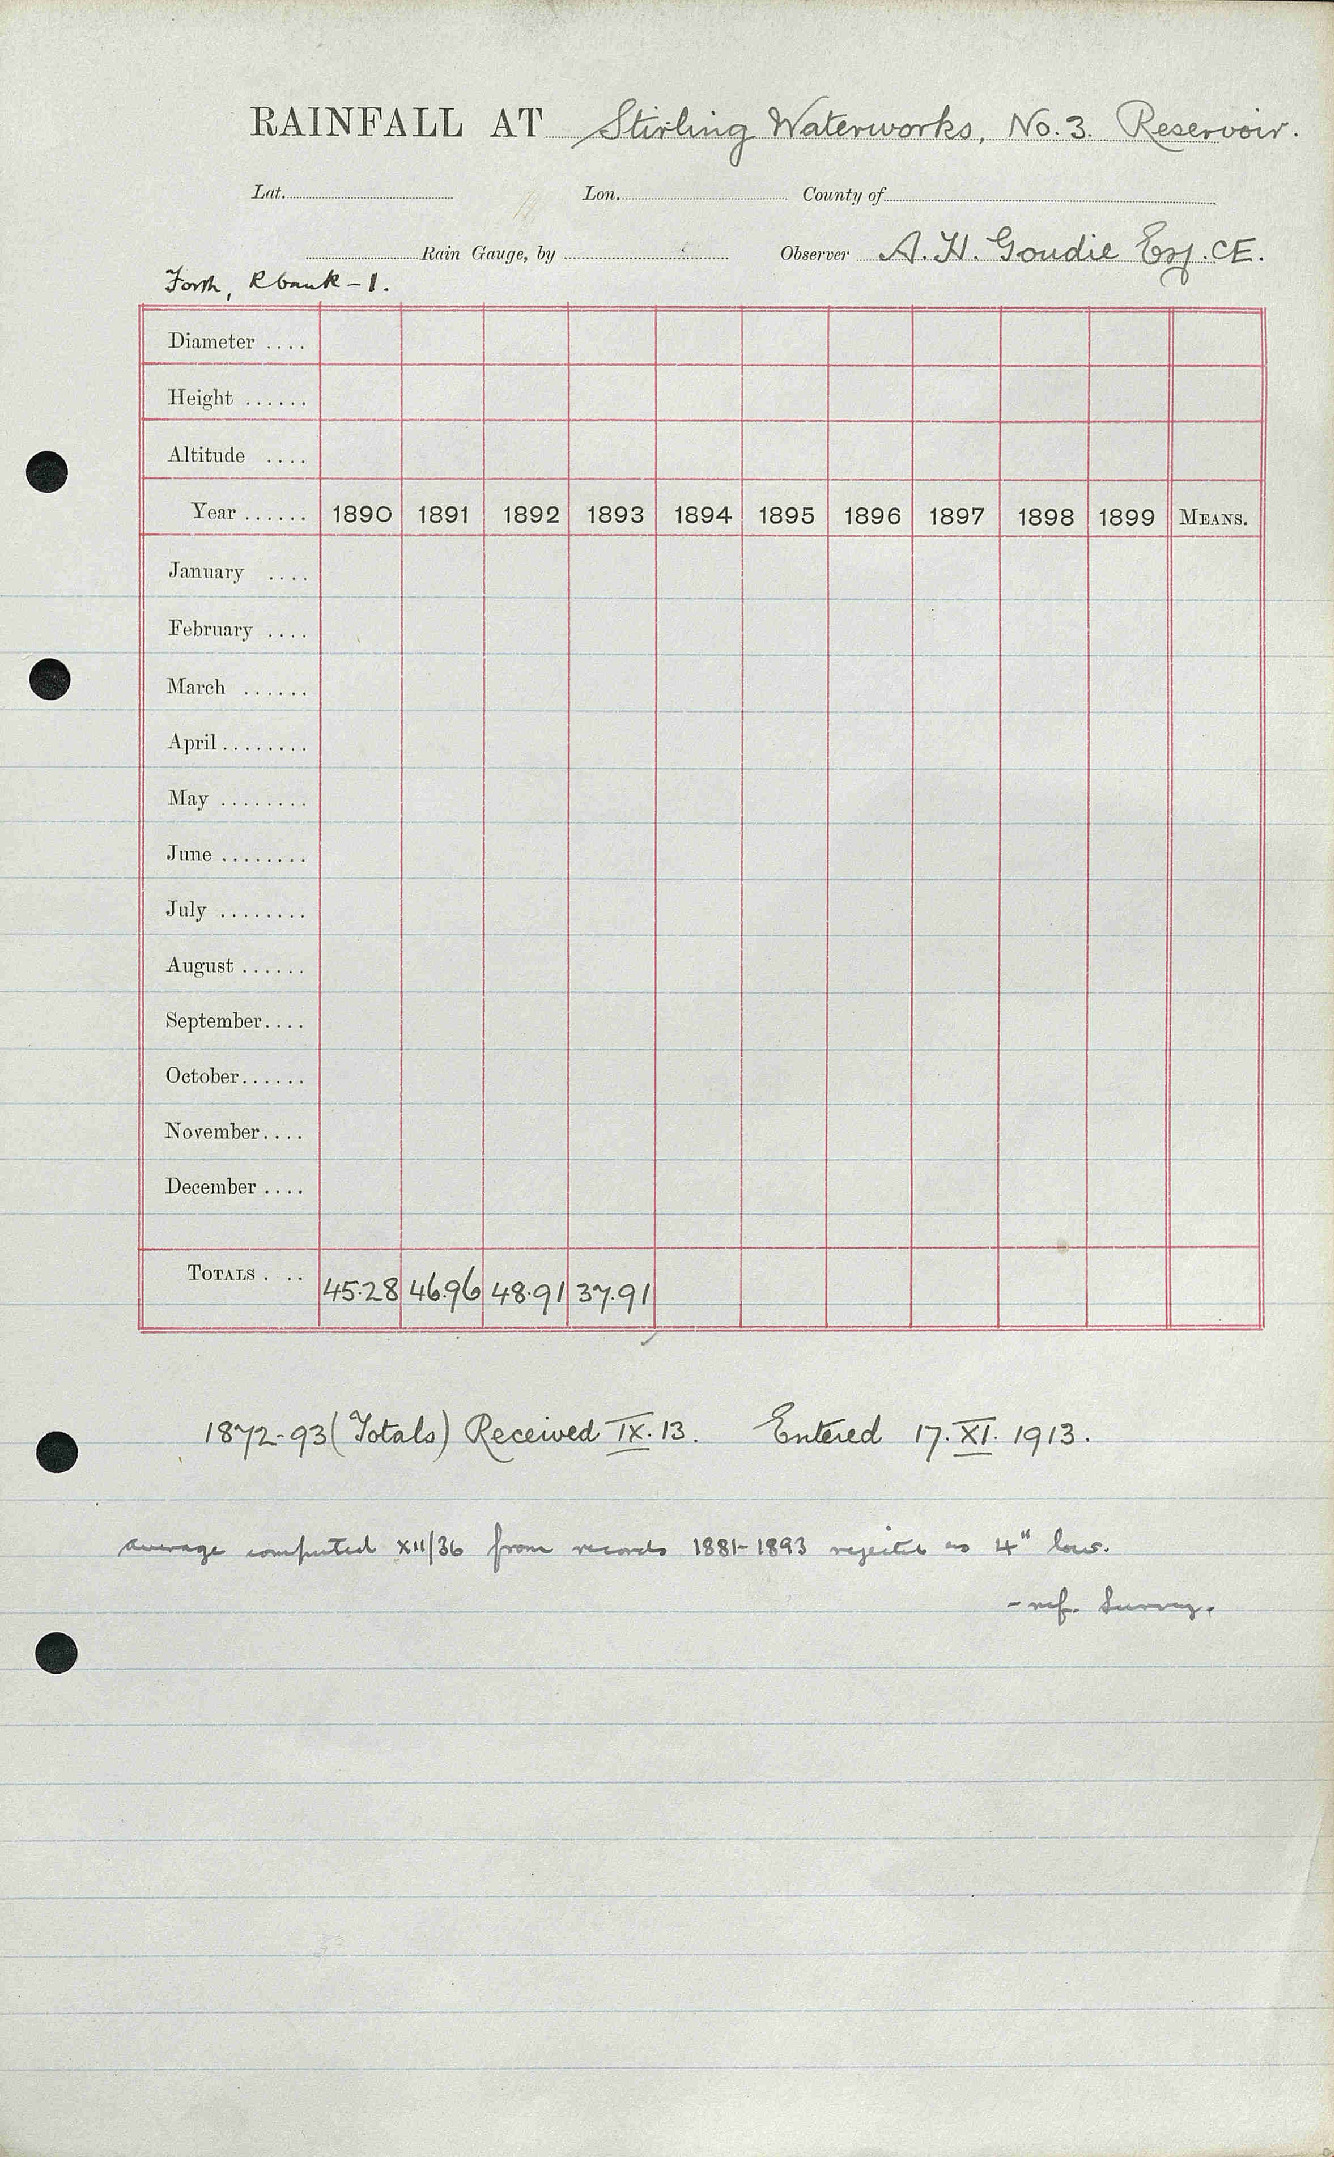 RAINFALL AT Stirling Waterworks, No. 3. Reservoir.
Lat. Lon. County of
Rain Gauge, by Observer A. H. Goudie Esq. CE.
Forth, R bank - 1.
Diameter ....
Height ......
Altitude ....
Year ...... 1890 1891 1892 1893 1894 1895 1896 1897 1898 1899 MEANS.
January ....
February ....
March ......
April ........
May ........
June ........
July ........
August ......
September ....
October ......
November ....
December ....
TOTALS . .. 45.28 46.96 48.91 37.91
1872-93 (Totals) Received IX. 13. Entered 17. XI. 1913.
average computed XII/36 from records 1881-1893 rejected as 4" low.
- ref. Survey.